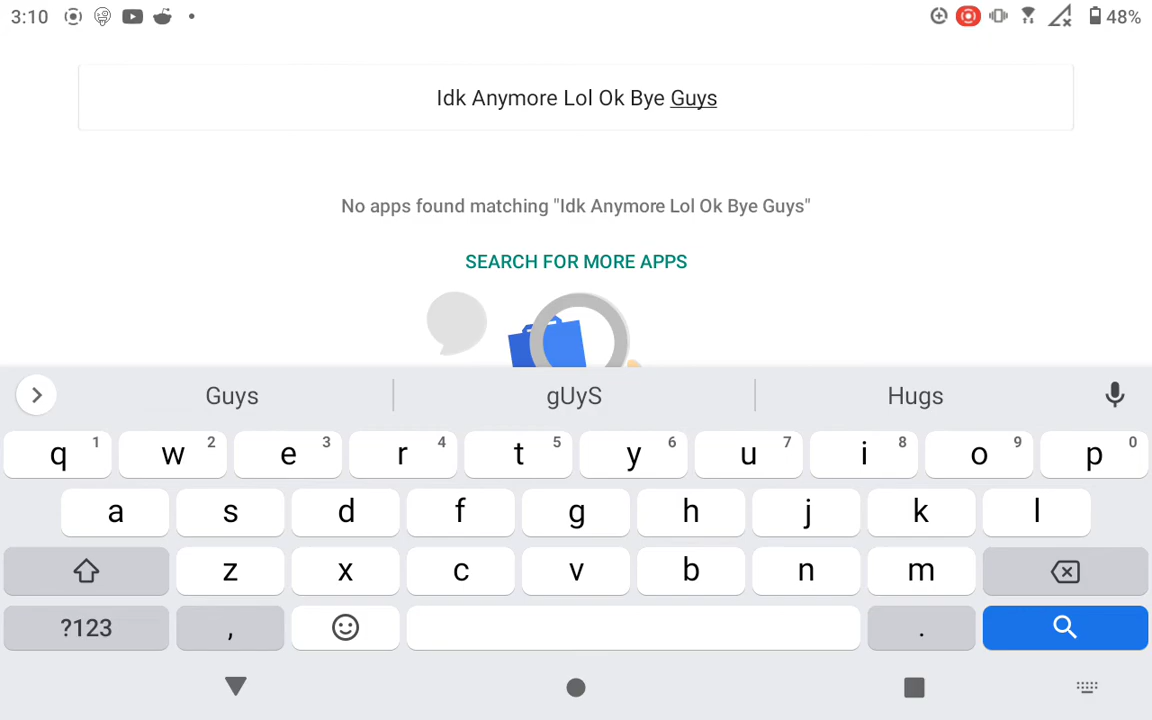 3:10 48%
Idk Anymore Lol Ok Bye Guys
No apps found matching "Idk Anymore Lol Ok Bye Guys"
SEARCH FOR MORE APPS
Guys gUyS Hugs
q 1 w 2 e 3 r 4 t 5 y 6 u 7 i 8 o 9 p 0
a s d f g h j k l
z x c v b n m
?123 , .